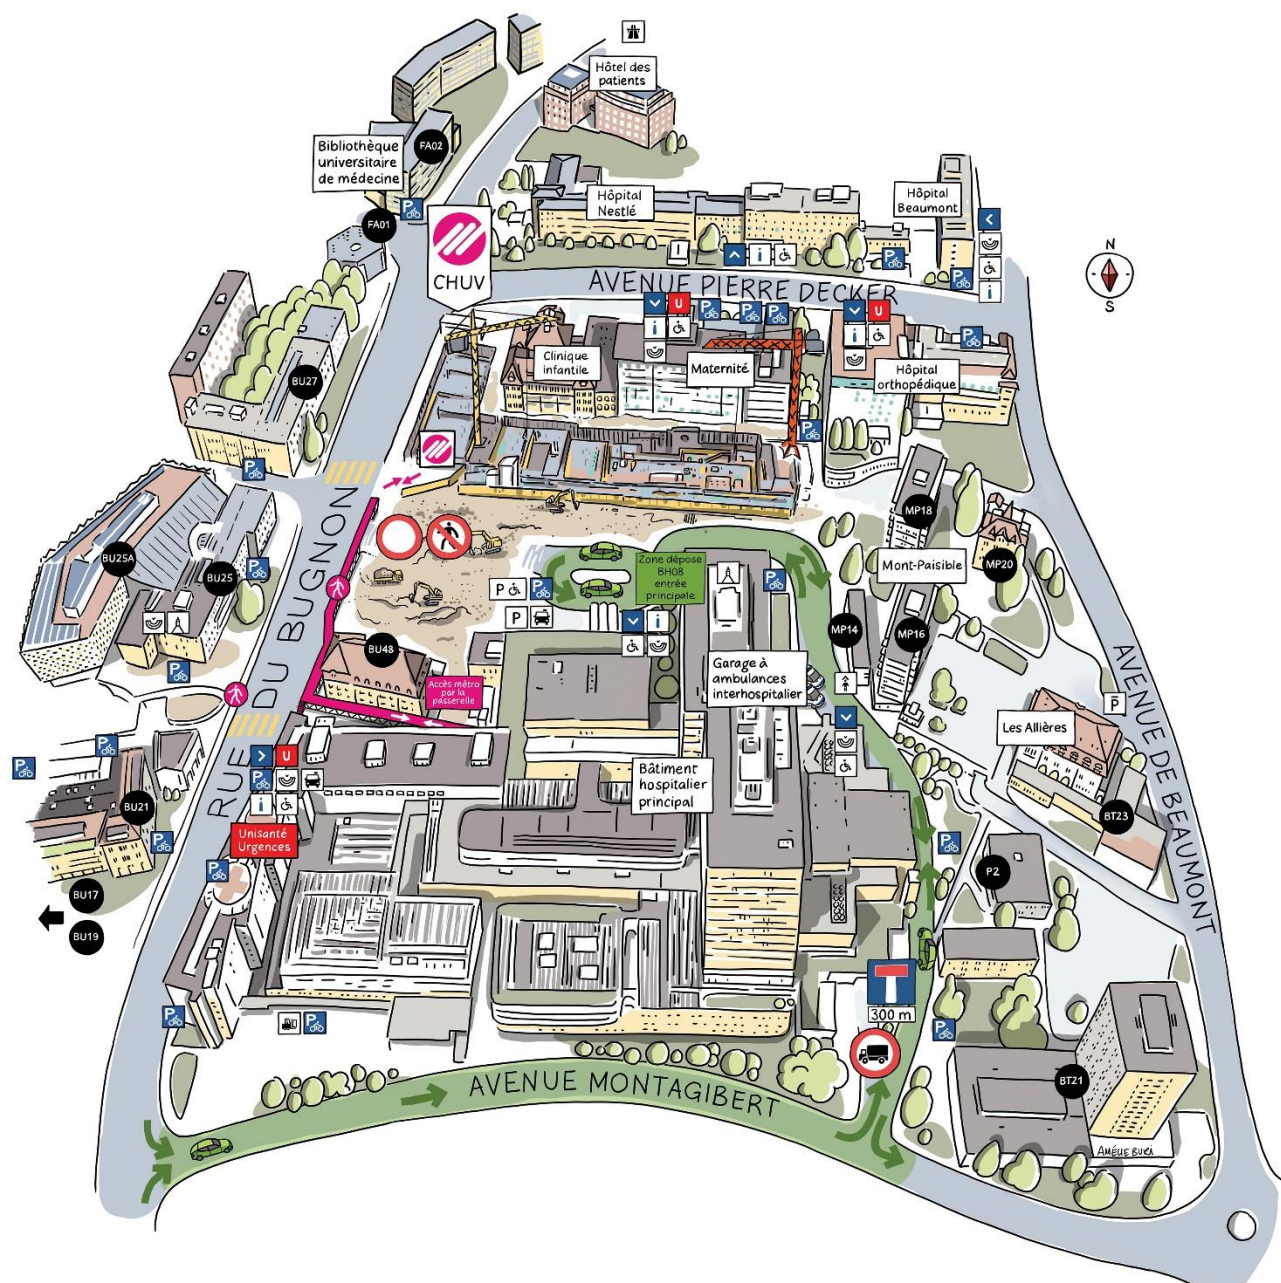 Hôtel des
patients
FA02
Bibliothèque
universitaire
de médecine
P
FA01
CHUV
Hôpital
Nestlé
i
Hôpital
Beaumont
P
P
i
N
S
AVENUE PIERRE DECKER
U
P
P
P
i
U
i
P
Clinique
infantile
Maternité
Hôpital
orthopédique
P
BU27
P
BU25A
BU25
P
P
RUE DU BUGNON
MP18
Mont-Paisible
MP20
MP14
MP16
Zone dépose
BH08
entrée
principale
P
P
P
P
i
BU48
Accès métro
par la
passerelle
Garage à
ambulances
interhospitalier
AVENUE DE BEAUMONT
P
Les Allières
BT23
P
P
BU21
P
BU17
BU19
U
P
i
Unisanté
Urgences
P
Bâtiment
hospitalier
principal
P
P2
P
P
300 m
P
BT21
AVENUE MONTAGIBERT
AMÉLIE BURI